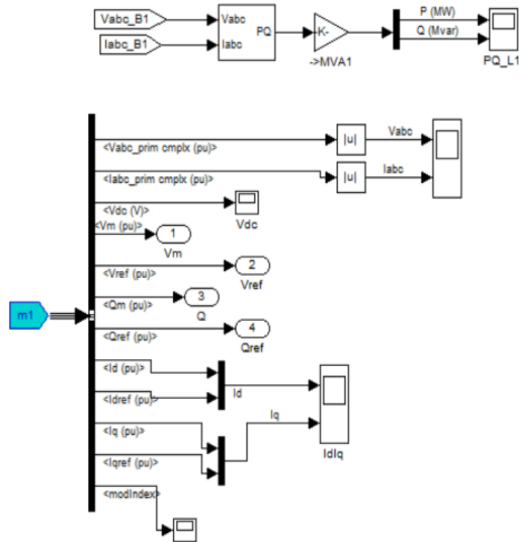 Vabc_B1
Iabc_B1
Vabc
Iabc
PQ
-K-
->MVA1
P (MW)
Q (Mvar)
PQ_L1
<Vabc_prim cmplx (pu)>
|u|
Vabc
<Iabc_prim cmplx (pu)>
|u|
Iabc
<Vdc (V)>
Vdc
<Vm (pu)>
1
Vm
<Vref (pu)>
2
Vref
<Qm (pu)>
3
Q
m1
<Qref (pu)>
4
Qref
<Id (pu)>
<Idref (pu)>
Id
<Iq (pu)>
Iq
<Iqref (pu)>
IdIq
<modIndex>